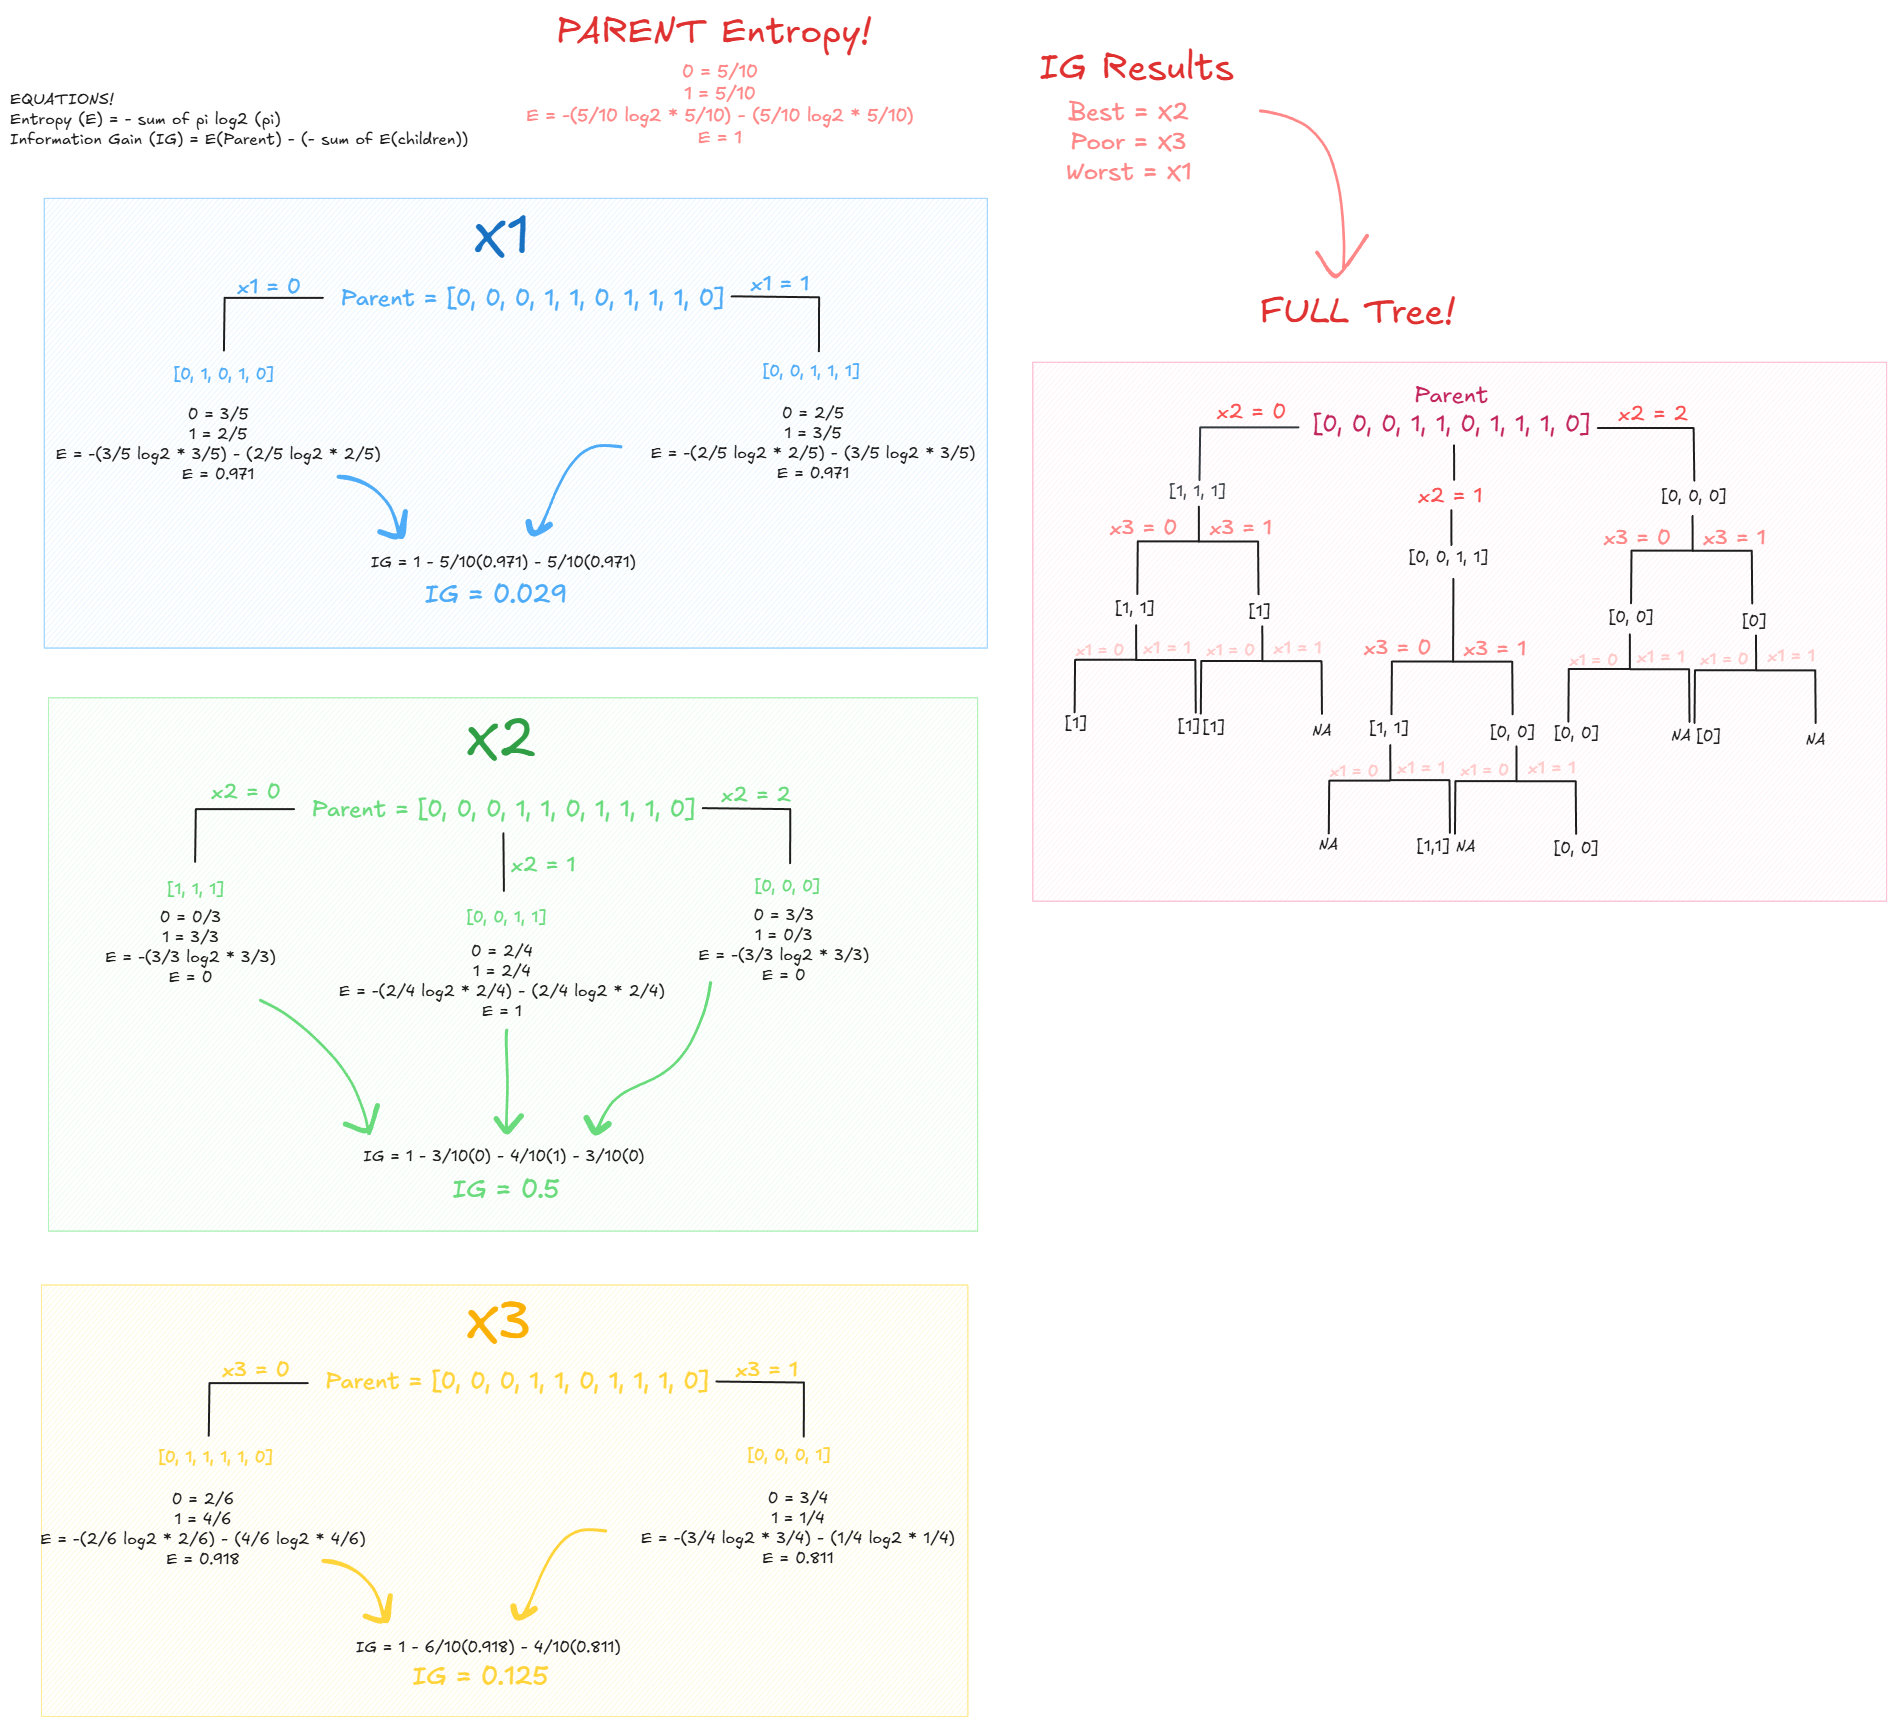 PARENT Entropy!
0 = 5/10
1 = 5/10
E = -(5/10 log2 * 5/10) - (5/10 log2 * 5/10)
E = 1
EQUATIONS!
Entropy (E) = - sum of pi log2 (pi)
Information Gain (IG) = E(Parent) - (- sum of E(children))
x1
x1 = 0
Parent = [0, 0, 0, 1, 1, 0, 1, 1, 1, 0]
x1 = 1
[0, 1, 0, 1, 0]
0 = 3/5
1 = 2/5
E = -(3/5 log2 * 3/5) - (2/5 log2 * 2/5)
E = 0.971
[0, 0, 1, 1, 1]
0 = 2/5
1 = 3/5
E = -(2/5 log2 * 2/5) - (3/5 log2 * 3/5)
E = 0.971
IG = 1 - 5/10(0.971) - 5/10(0.971)
IG = 0.029
x2
x2 = 0
Parent = [0, 0, 0, 1, 1, 0, 1, 1, 1, 0]
x2 = 2
x2 = 1
[1, 1, 1]
0 = 0/3
1 = 3/3
E = -(3/3 log2 * 3/3)
E = 0
[0, 0, 1, 1]
0 = 2/4
1 = 2/4
E = -(2/4 log2 * 2/4) - (2/4 log2 * 2/4)
E = 1
[0, 0, 0]
0 = 3/3
1 = 0/3
E = -(3/3 log2 * 3/3)
E = 0
IG = 1 - 3/10(0) - 4/10(1) - 3/10(0)
IG = 0.5
x3
x3 = 0
Parent = [0, 0, 0, 1, 1, 0, 1, 1, 1, 0]
x3 = 1
[0, 1, 1, 1, 1, 0]
0 = 2/6
1 = 4/6
E = -(2/6 log2 * 2/6) - (4/6 log2 * 4/6)
E = 0.918
[0, 0, 0, 1]
0 = 3/4
1 = 1/4
E = -(3/4 log2 * 3/4) - (1/4 log2 * 1/4)
E = 0.811
IG = 1 - 6/10(0.918) - 4/10(0.811)
IG = 0.125
IG Results
Best = X2
Poor = X3
Worst = X1
FULL Tree!
Parent
x2 = 0
[0, 0, 0, 1, 1, 0, 1, 1, 1, 0]
x2 = 2
[1, 1, 1]
x2 = 1
[0, 0, 0]
x3 = 0
x3 = 1
[0, 0, 1, 1]
x3 = 0
x3 = 1
[1, 1]
[1]
[0, 0]
[0]
x1 = 0
x1 = 1
x1 = 0
x1 = 1
x3 = 0
x3 = 1
x1 = 0
x1 = 1
x1 = 0
x1 = 1
[1]
[1]
[1]
NA
[1, 1]
[0, 0]
[0, 0]
NA
[0]
NA
x1 = 0
x1 = 1
x1 = 0
x1 = 1
NA
[1,1]
NA
[0, 0]